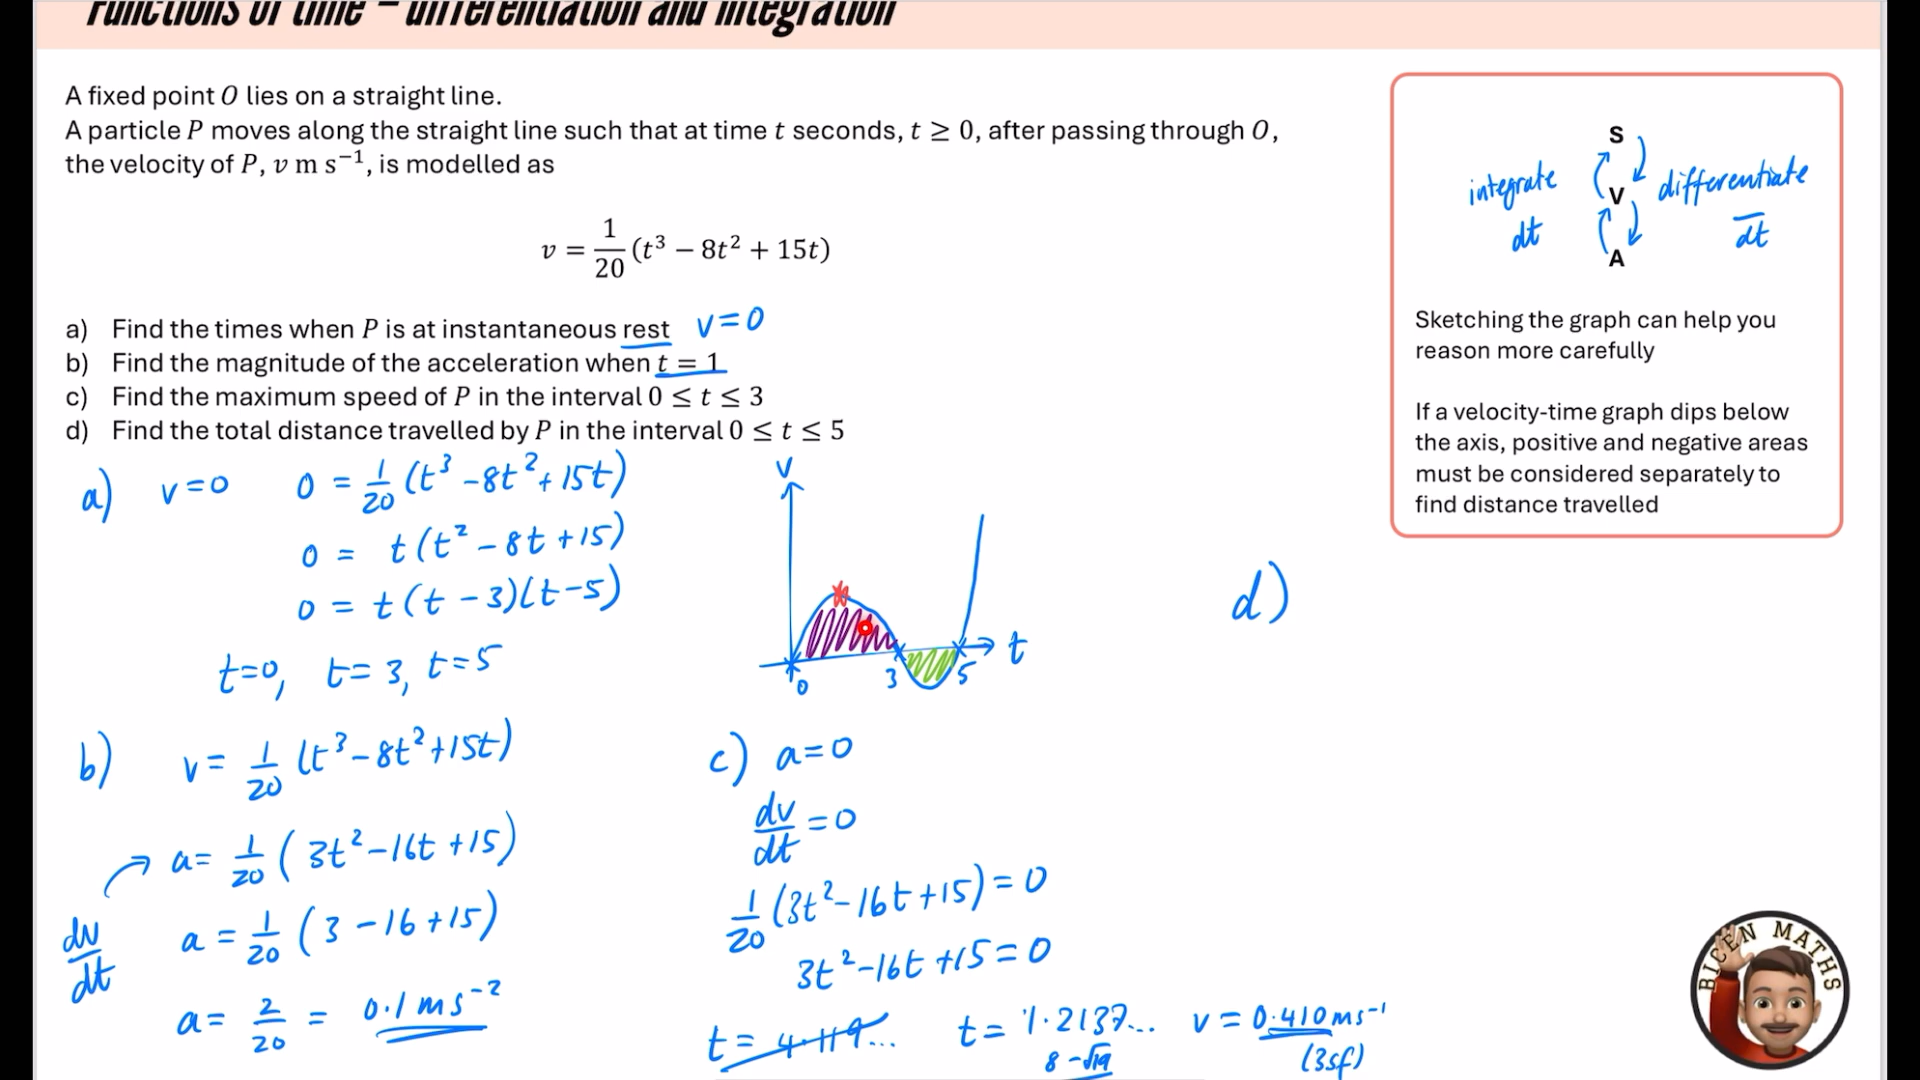 Functions of time – differentiation and integration
A fixed point O lies on a straight line.
A particle P moves along the straight line such that at time t seconds, t ≥ 0, after passing through O,
the velocity of P, v m s⁻¹, is modelled as
v = 1/20 (t³ − 8t² + 15t)
a) Find the times when P is at instantaneous rest v=0
b) Find the magnitude of the acceleration when t = 1
c) Find the maximum speed of P in the interval 0 ≤ t ≤ 3
d) Find the total distance travelled by P in the interval 0 ≤ t ≤ 5
a) v=0 0 = 1/20 (t³ -8t² + 15t)
0 = t(t² - 8t +15)
0 = t(t - 3)(t-5)
t=0, t= 3, t=5
b) v= 1/20 (t³-8t²+15t)
a= 1/20 (3t²-16t +15)
dv/dt
a = 1/20 (3 -16 +15)
a= 2/20 = 0.1 ms⁻²
v
t
0 3 5
c) a=0
dv/dt =0
1/20 (3t²-16t +15)= 0
3t²-16t +15= 0
t= 4.119... t= 1.2137... v = 0.410 ms⁻¹
8 -√19 (3sf)
d)
S
integrate V differentiate
dt dt
A
Sketching the graph can help you
reason more carefully
If a velocity-time graph dips below
the axis, positive and negative areas
must be considered separately to
find distance travelled
BICEN MATHS